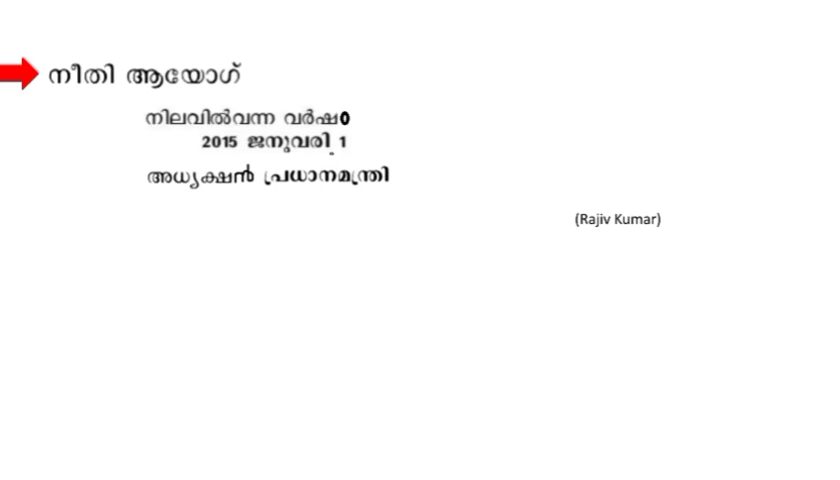 നീതി ആയോഗ്
നിലവിൽവന്ന വർഷം
2015 ജനുവരി 1
അധ്യക്ഷൻ പ്രധാനമന്ത്രി
(Rajiv Kumar)